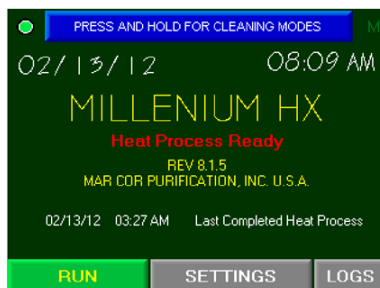 PRESS AND HOLD FOR CLEANING MODES
M
02/13/12 08:09 AM
MILLENIUM HX
Heat Process Ready
REV 8.1.5
MAR COR PURIFICATION, INC. U.S.A.
02/13/12 03:27 AM Last Completed Heat Process
RUN SETTINGS LOGS